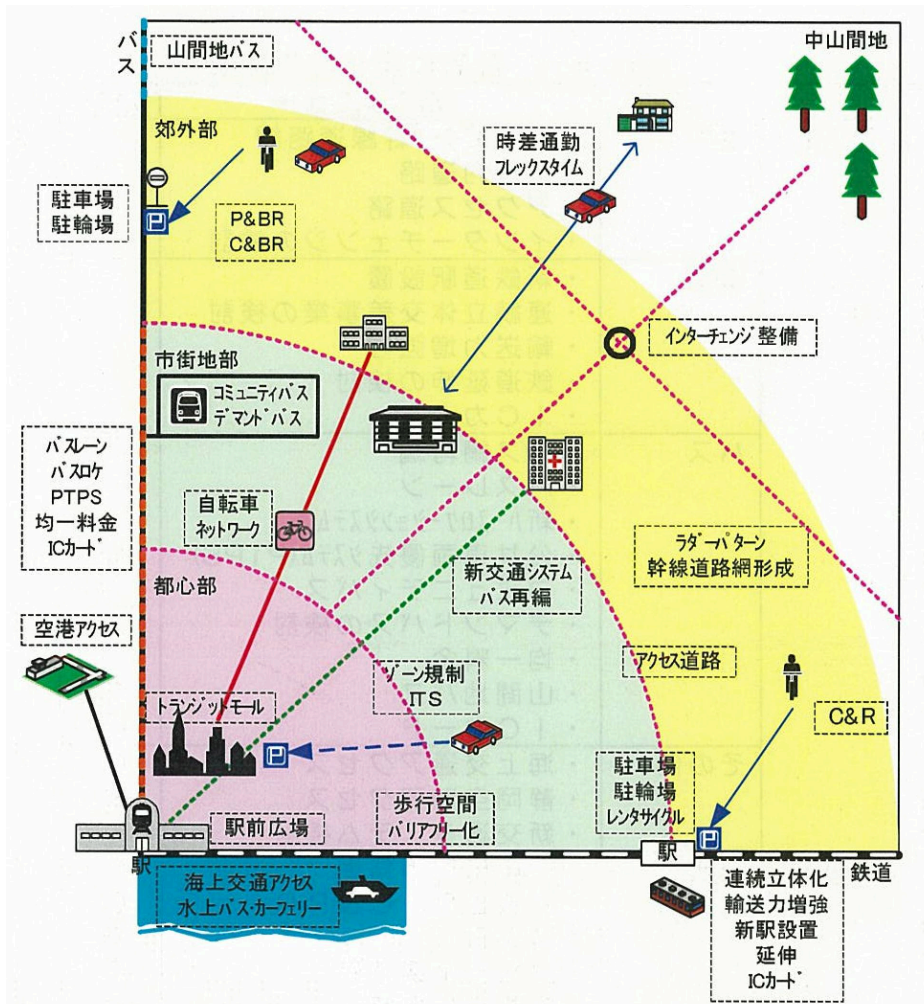 バス
山間地バス
中山間地
郊外部
時差通勤
フレックスタイム
駐車場
駐輪場
P
P&BR
C&BR
インターチェンジ整備
市街地部
コミュニティバス
デマンドバス
バスレーン
バスロケ
PTPS
均一料金
ICカード
自転車
ネットワーク
新交通システム
バス再編
ラダーパターン
幹線道路網形成
都心部
空港アクセス
ゾーン規制
ITS
アクセス道路
トランジットモール
C&R
P
駐車場
駐輪場
レンタサイクル
駅前広場
歩行空間
バリアフリー化
P
駅
駅
鉄道
海上交通アクセス
水上バス・カーフェリー
連続立体化
輸送力増強
新駅設置
延伸
ICカード